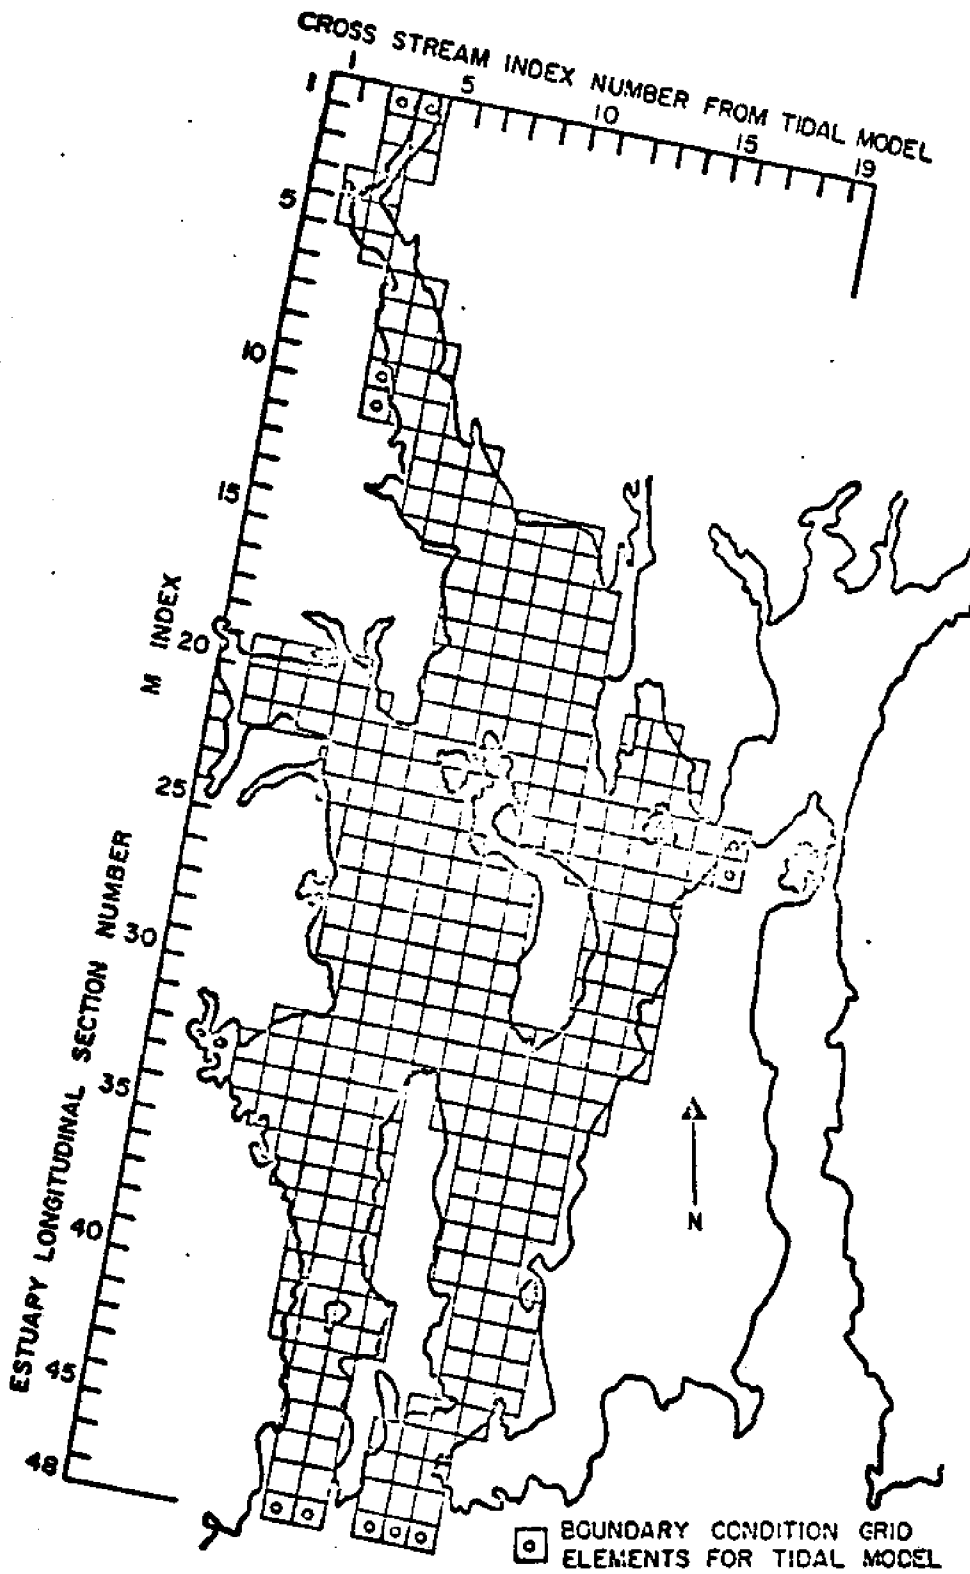 CROSS STREAM INDEX NUMBER FROM TIDAL MODEL
1
5
10
15
19
1
5
10
15
20
25
30
35
40
45
48
M INDEX
ESTUARY LONGITUDINAL SECTION NUMBER
N
BOUNDARY CONDITION GRID
ELEMENTS FOR TIDAL MODEL